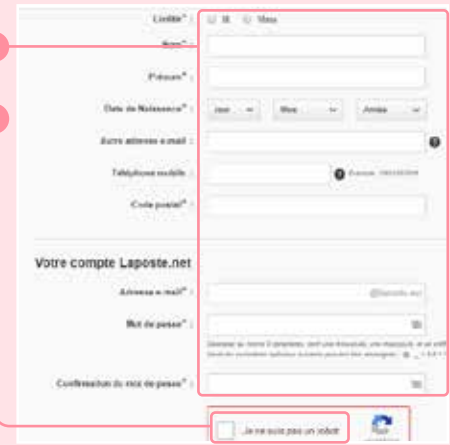 Civilité* : M. Mme
Nom* :
Prénom* :
Date de Naissance* : Jour Mois Année
Autre adresse e-mail :
Téléphone mobile :
Code postal* :
Votre compte Laposte.net
Adresse e-mail* : @laposte.net
Mot de passe* :
Confirmation du mot de passe* :
Je ne suis pas un robot